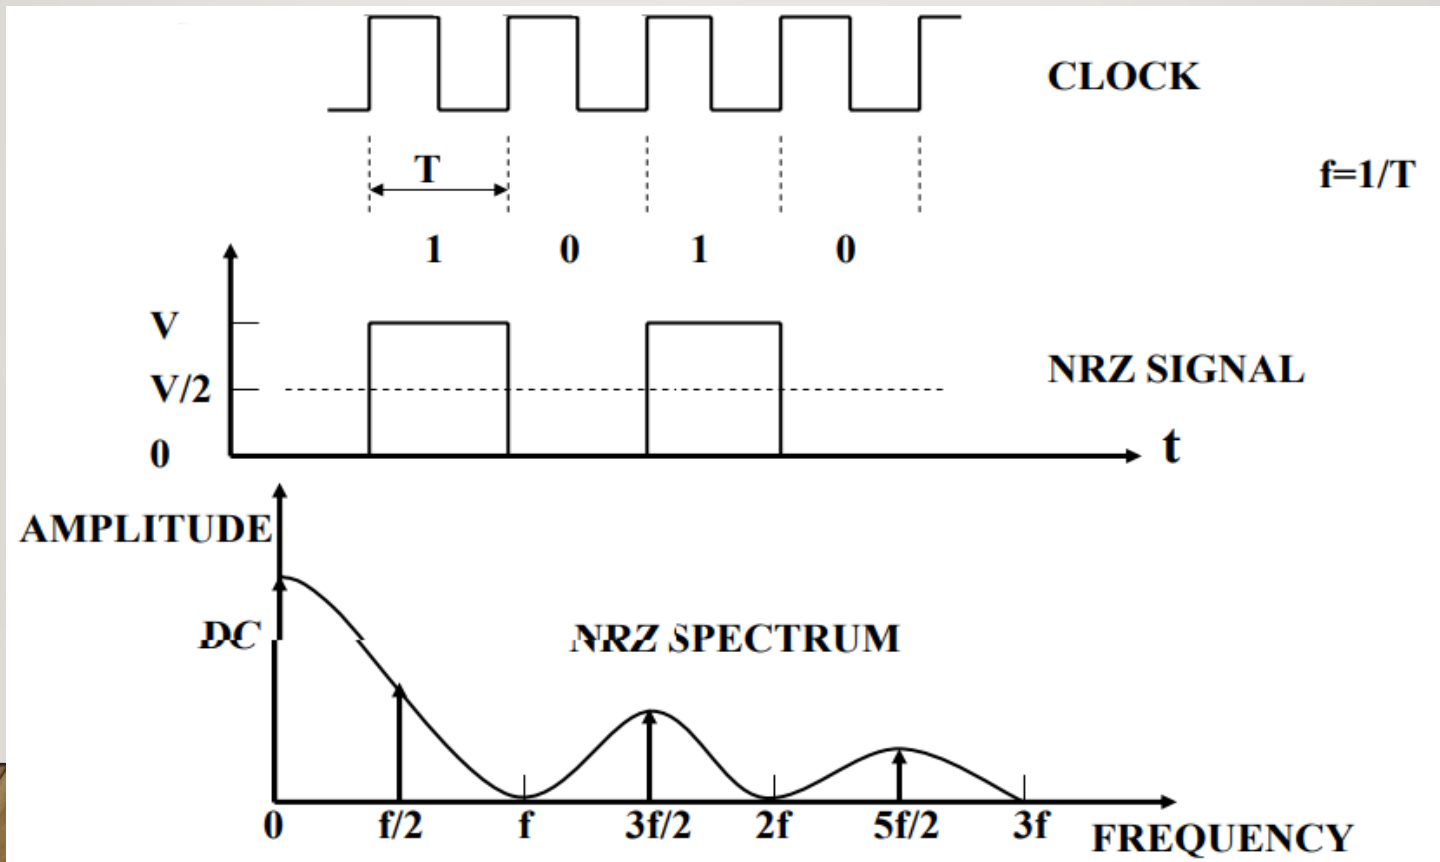 CLOCK
T
f=1/T
1 0 1 0
V
V/2
0
NRZ SIGNAL
t
AMPLITUDE
DC
NRZ SPECTRUM
0 f/2 f 3f/2 2f 5f/2 3f
FREQUENCY